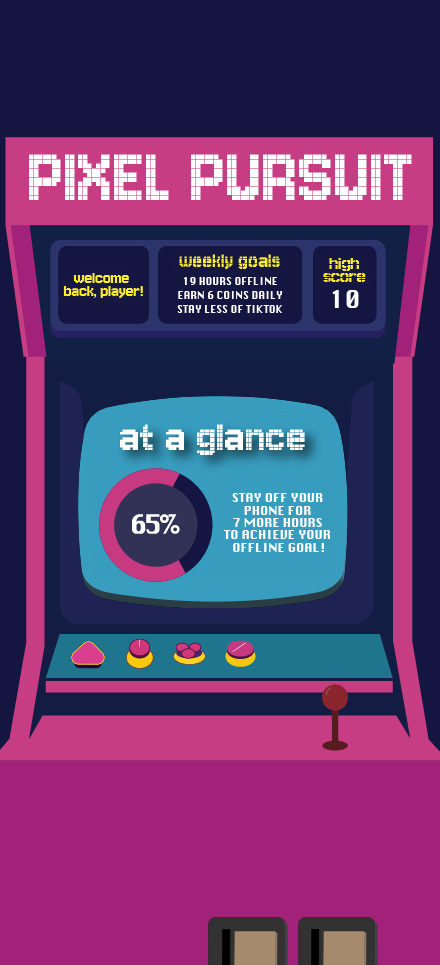 PIXEL PURSUIT
welcome
back, player!
weekly goals
19 HOURS OFFLINE
EARN 6 COINS DAILY
STAY LESS OF TIKTOK
high
score
10
at a glance
65%
STAY OFF YOUR
PHONE FOR
7 MORE HOURS
TO ACHIEVE YOUR
OFFLINE GOAL!